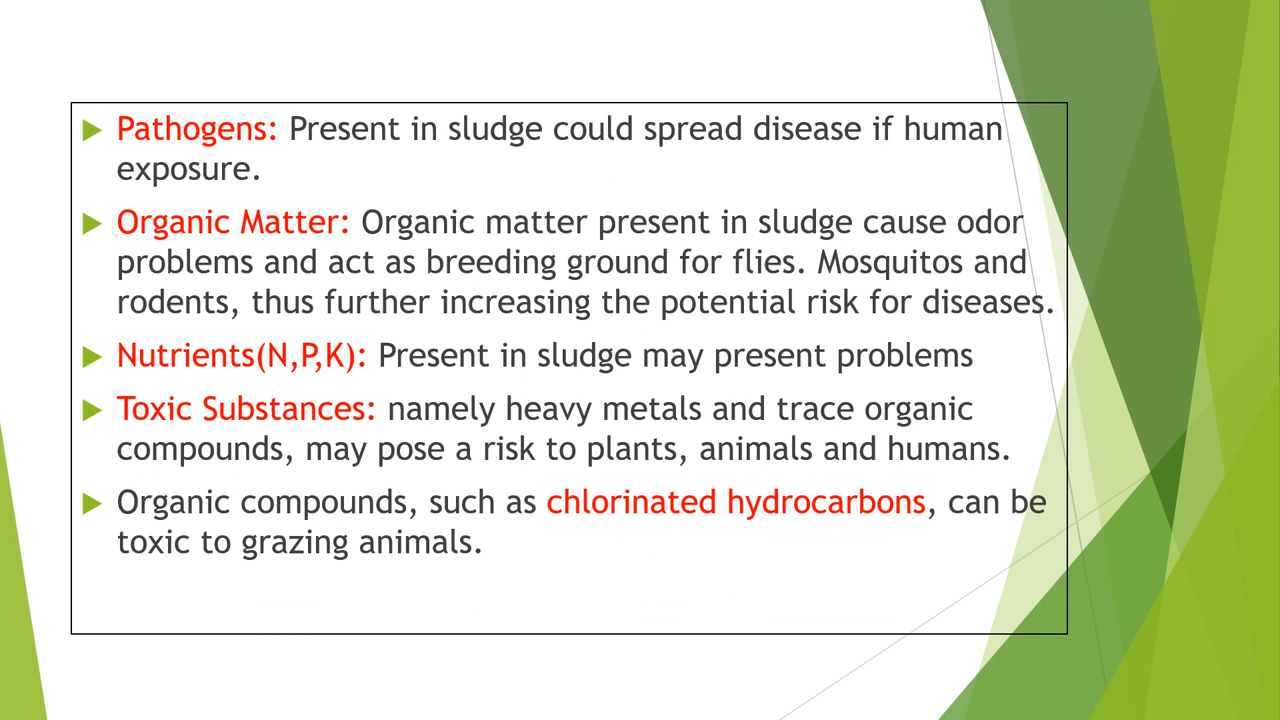 Pathogens: Present in sludge could spread disease if human
exposure.
Organic Matter: Organic matter present in sludge cause odor
problems and act as breeding ground for flies. Mosquitos and
rodents, thus further increasing the potential risk for diseases.
Nutrients(N,P,K): Present in sludge may present problems
Toxic Substances: namely heavy metals and trace organic
compounds, may pose a risk to plants, animals and humans.
Organic compounds, such as chlorinated hydrocarbons, can be
toxic to grazing animals.